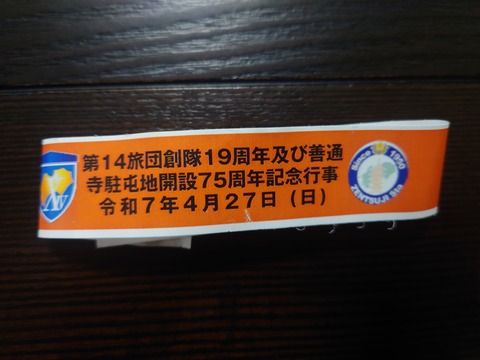 第14旅団創隊19周年及び善通
寺駐屯地開設75周年記念行事
令和7年4月27日(日)
XIV
Since 1950
ZENTSUJI Sta